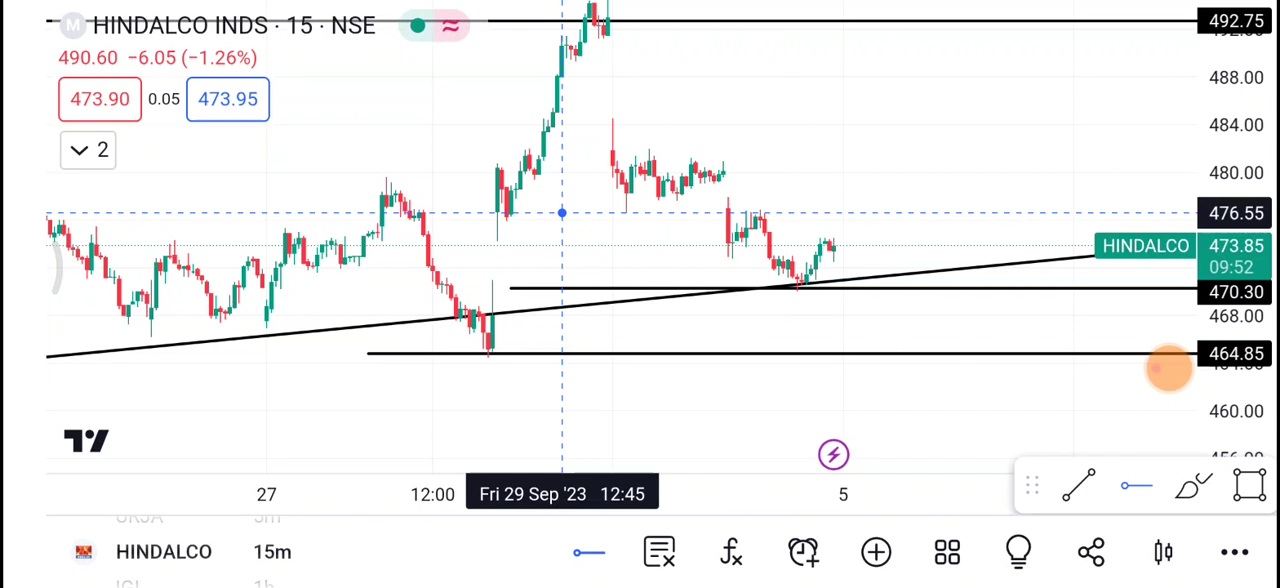 M HINDALCO INDS · 15 · NSE
490.60 −6.05 (−1.26%)
473.90 0.05 473.95
2
492.75
488.00
484.00
480.00
476.55
HINDALCO 473.85
09:52
470.30
468.00
464.85
460.00
27 12:00 Fri 29 Sep '23 12:45 5
HINDALCO 15m